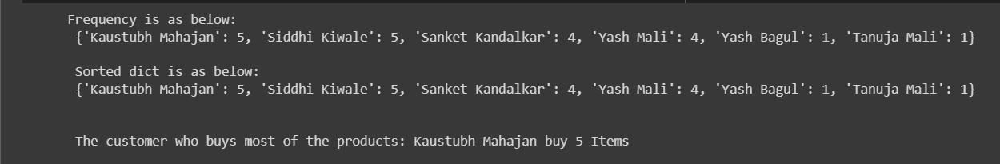 Frequency is as below:
{'Kaustubh Mahajan': 5, 'Siddhi Kiwale': 5, 'Sanket Kandalkar': 4, 'Yash Mali': 4, 'Yash Bagul': 1, 'Tanuja Mali': 1}
Sorted dict is as below:
{'Kaustubh Mahajan': 5, 'Siddhi Kiwale': 5, 'Sanket Kandalkar': 4, 'Yash Mali': 4, 'Yash Bagul': 1, 'Tanuja Mali': 1}
The customer who buys most of the products: Kaustubh Mahajan buy 5 Items